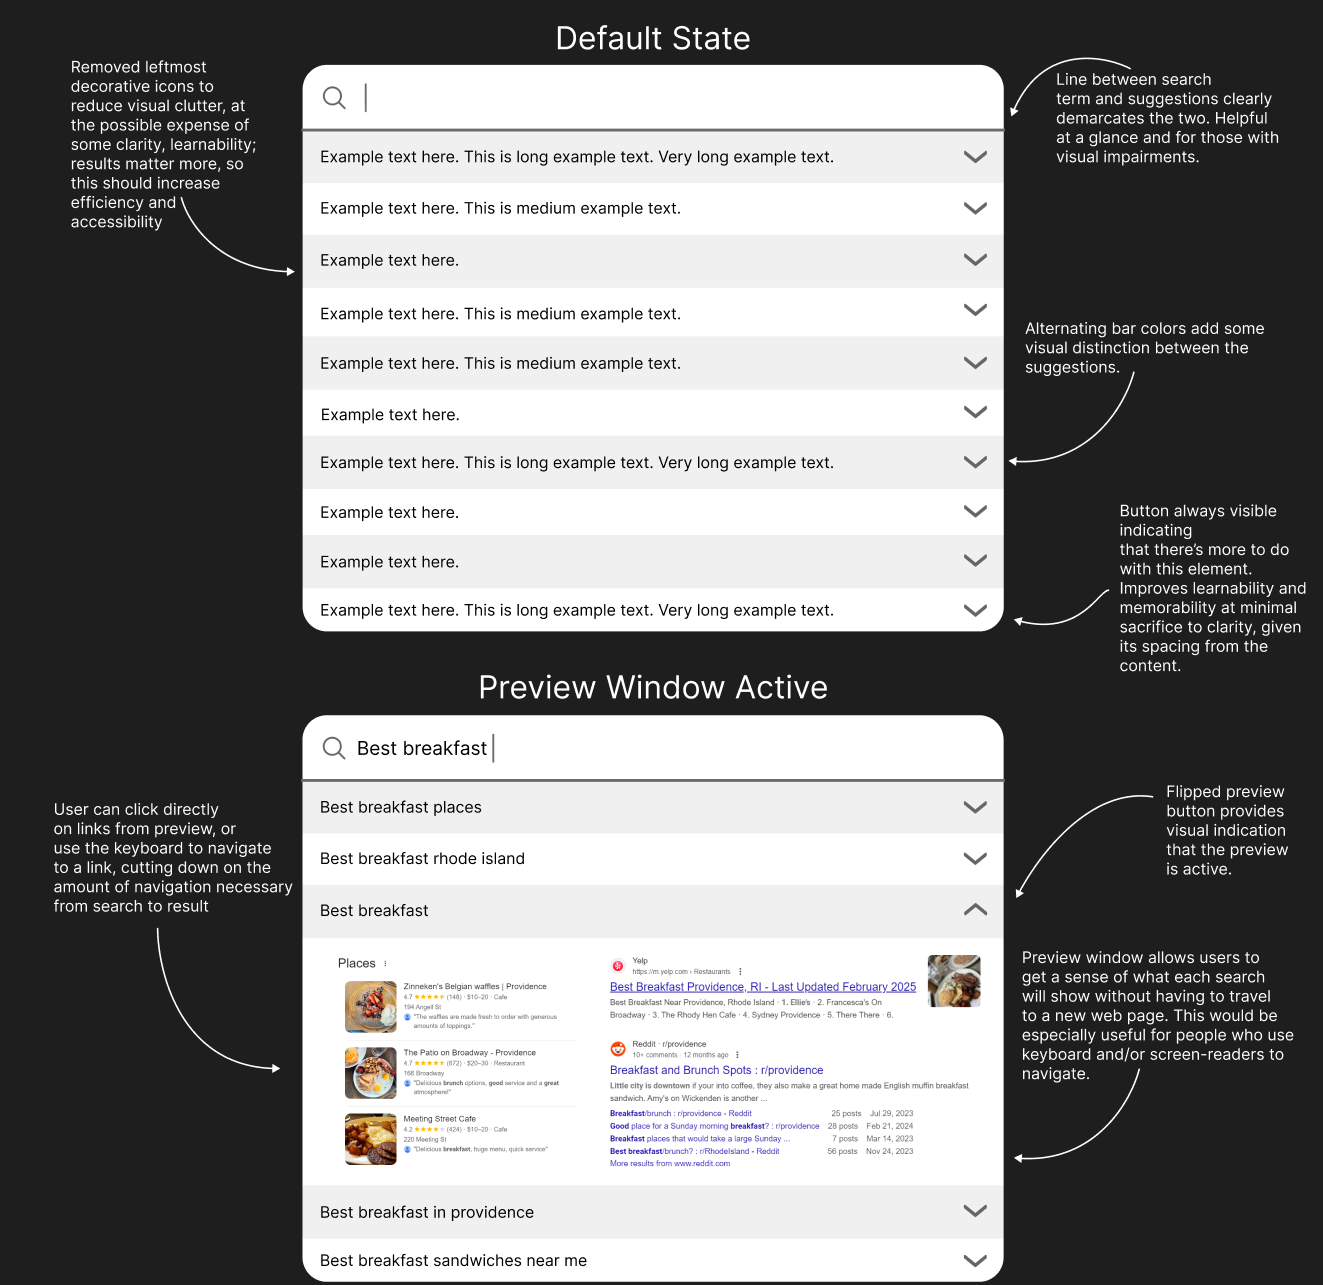 Default State
Removed leftmost
decorative icons to
reduce visual clutter, at
the possible expense of
some clarity, learnability;
results matter more, so
this should increase
efficiency and
accessibility
Line between search
term and suggestions clearly
demarcates the two. Helpful
at a glance and for those with
visual impairments.
Example text here. This is long example text. Very long example text.
Example text here. This is medium example text.
Example text here.
Example text here. This is medium example text.
Example text here. This is medium example text.
Example text here.
Example text here. This is long example text. Very long example text.
Example text here.
Example text here.
Example text here. This is long example text. Very long example text.
Alternating bar colors add some
visual distinction between the
suggestions.
Button always visible
indicating
that there's more to do
with this element.
Improves learnability and
memorability at minimal
sacrifice to clarity, given
its spacing from the
content.
Preview Window Active
Best breakfast
Best breakfast places
Best breakfast rhode island
Best breakfast
User can click directly
on links from preview, or
use the keyboard to navigate
to a link, cutting down on the
amount of navigation necessary
from search to result
Flipped preview
button provides
visual indication
that the preview
is active.
Preview window allows users to
get a sense of what each search
will show without having to travel
to a new web page. This would be
especially useful for people who use
keyboard and/or screen-readers to
navigate.
Places
Zinneken's Belgian waffles | Providence
4.7 ★★★★★ (148) · $10–20 · Cafe
194 Angell St
"The waffles are made fresh to order with generous
amounts of toppings."
The Patio on Broadway - Providence
4.7 ★★★★★ (672) · $20–30 · Restaurant
166 Broadway
"Delicious brunch options, good service and a great
atmosphere!"
Meeting Street Cafe
4.2 ★★★★★ (424) · $10–20 · Cafe
220 Meeting St
"Delicious breakfast, huge menu, quick service"
Yelp
https://m.yelp.com › Restaurants
Best Breakfast Providence, RI - Last Updated February 2025
Best Breakfast Near Providence, Rhode Island · 1. Ellie's · 2. Francesca's On
Broadway · 3. The Rhody Hen Cafe · 4. Sydney Providence · 5. There There · 6.
Reddit · r/providence
10+ comments · 12 months ago
Breakfast and Brunch Spots : r/providence
Little city is downtown if your into coffee, they also make a great home made English muffin breakfast
sandwich. Amy's on Wickenden is another ...
Breakfast/brunch : r/providence - Reddit 25 posts Jul 29, 2023
Good place for a Sunday morning breakfast? : r/providence 28 posts Feb 21, 2024
Breakfast places that would take a large Sunday ... 7 posts Mar 14, 2023
Best breakfast/brunch? : r/RhodeIsland - Reddit 56 posts Nov 24, 2023
More results from www.reddit.com
Best breakfast in providence
Best breakfast sandwiches near me